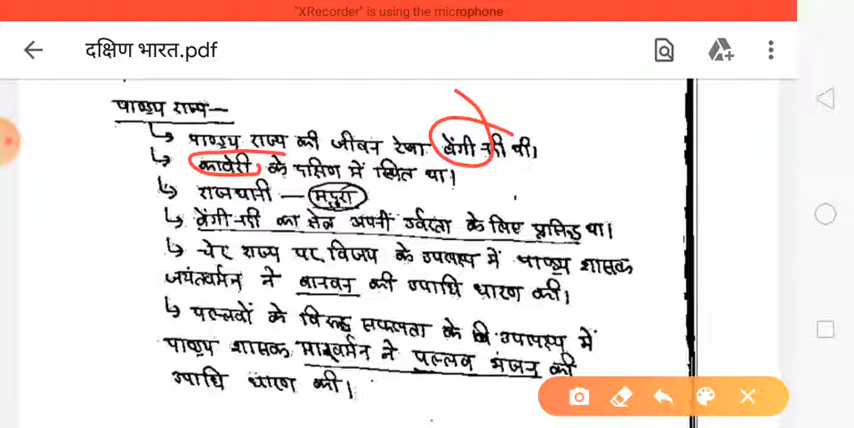 "XRecorder" is using the microphone
दक्षिण भारत.pdf
पाण्ड्य राज्य—
↳ पाण्ड्य राज्य की जीवन रेखा वेंगी नदी थी।
↳ कावेरी के दक्षिण में स्थित था।
↳ राजधानी — मदुरा
↳ वेंगी नदी का क्षेत्र अपनी उर्वरता के लिए प्रसिद्ध था।
↳ चेर राज्य पर विजय के उपलक्ष्य में पाण्ड्य शासक
जयंतवर्मन ने वानवन की उपाधि धारण की।
↳ पल्लवों के विरुद्ध सफलता के उपलक्ष्य में
पाण्ड्य शासक मारवर्मन ने पल्लव भंजन की
उपाधि धारण की।